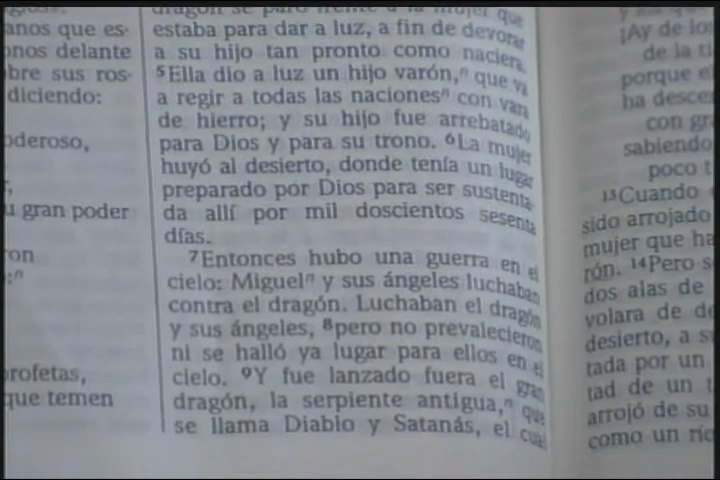 anos que es-
onos delante
bre sus ros-
diciendo:
oderoso,
u gran poder
ron
profetas,
que temen
dragón se paró frente a la mujer que
estaba para dar a luz, a fin de devorar
a su hijo tan pronto como naciera.
5Ella dio a luz un hijo varón,ⁿ que va
a regir a todas las nacionesⁿ con vara
de hierro; y su hijo fue arrebatado
para Dios y para su trono. 6La mujer
huyó al desierto, donde tenía un lugar
preparado por Dios para ser sustenta-
da allí por mil doscientos sesenta
días.
7Entonces hubo una guerra en el
cielo: Miguelⁿ y sus ángeles luchaban
contra el dragón. Luchaban el dragón
y sus ángeles, 8pero no prevalecieron
ni se halló ya lugar para ellos en el
cielo. 9Y fue lanzado fuera el gran
dragón, la serpiente antigua,ⁿ que
se llama Diablo y Satanás, el cual
¡Ay de lo
de la ti
porque e
ha desce
con gr
sabiendo
poco t
13Cuando
sido arrojado
mujer que ha
rón. 14Pero s
dos alas de
volara de de
desierto, a s
tada por un
tad de un t
arrojó de su
como un río